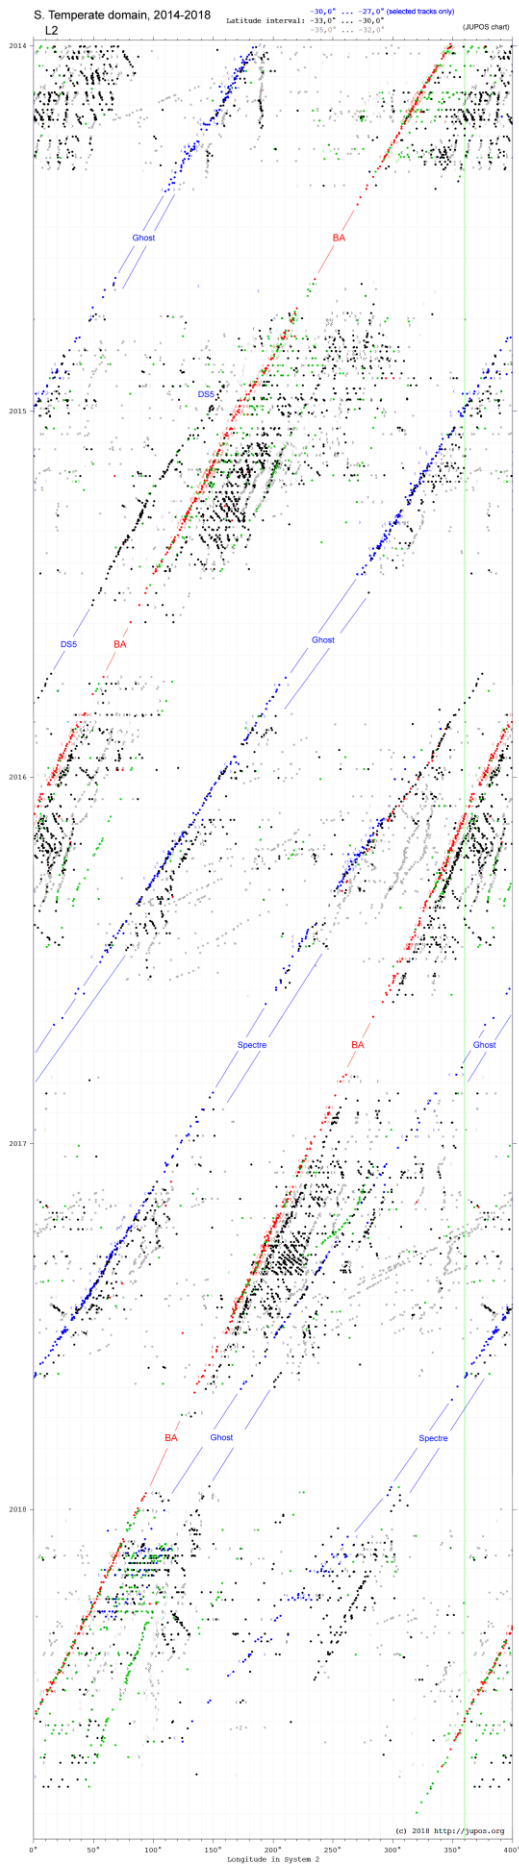 S. Temperate domain, 2014-2018
L2
-30,0° ... -27,0° (selected tracks only)
Latitude interval: -33,0° ... -30,0°
-35,0° ... -32,0°
(JUPOS chart)
2014
Ghost
BA
DS5
2015
DS5
BA
Ghost
2016
Spectre
BA
Ghost
2017
BA
Ghost
Spectre
2018
(c) 2018 http://jupos.org
0° 50° 100° 150° 200° 250° 300° 350° 400°
Longitude in System 2